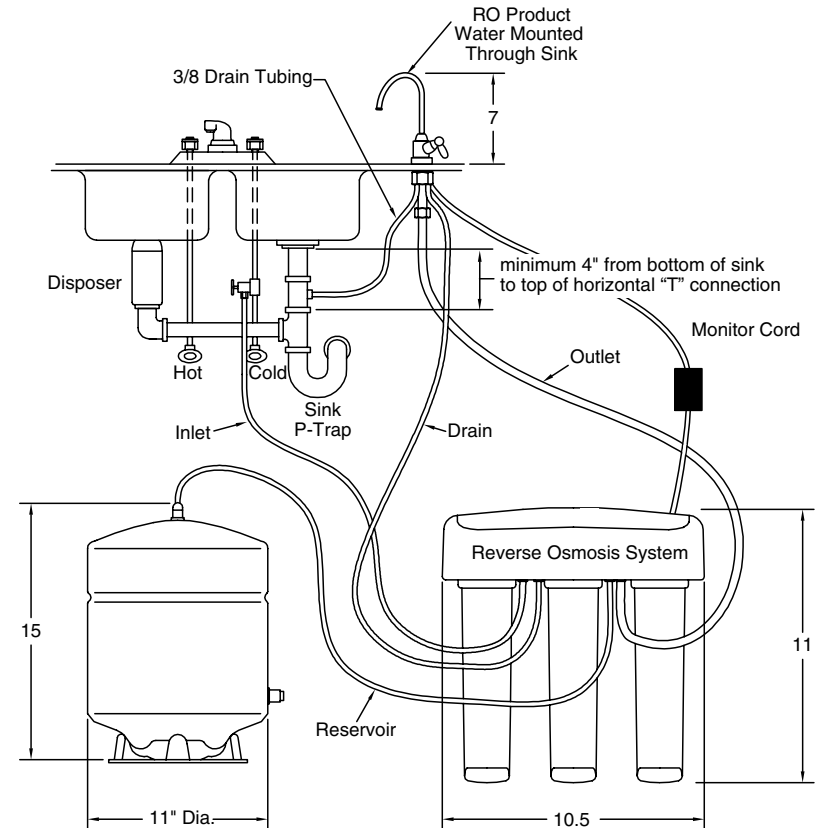 RO Product
Water Mounted
Through Sink
3/8 Drain Tubing
7
Disposer
minimum 4" from bottom of sink
to top of horizontal “T” connection
Monitor Cord
Outlet
Hot
Cold
Sink
P-Trap
Inlet
Drain
Reverse Osmosis System
15
11
Reservoir
11" Dia.
10.5